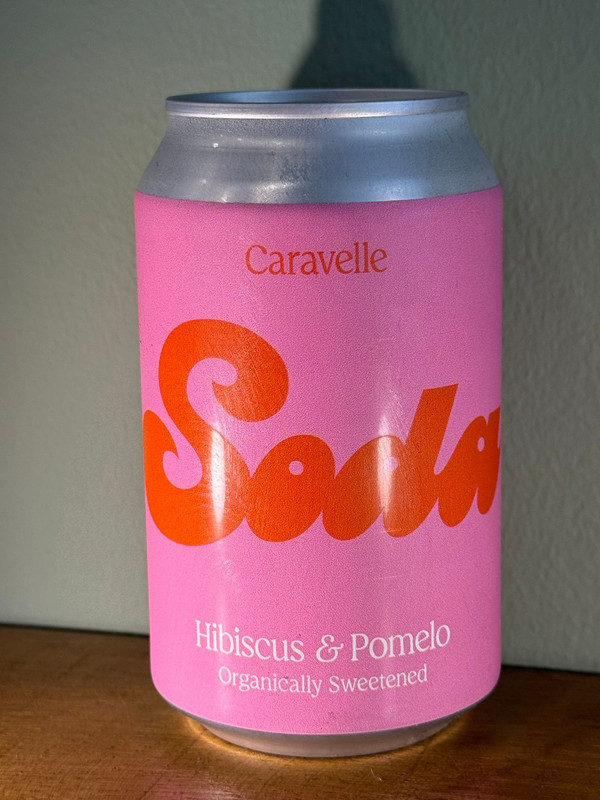 Caravelle
Soda
Hibiscus & Pomelo
Organically Sweetened